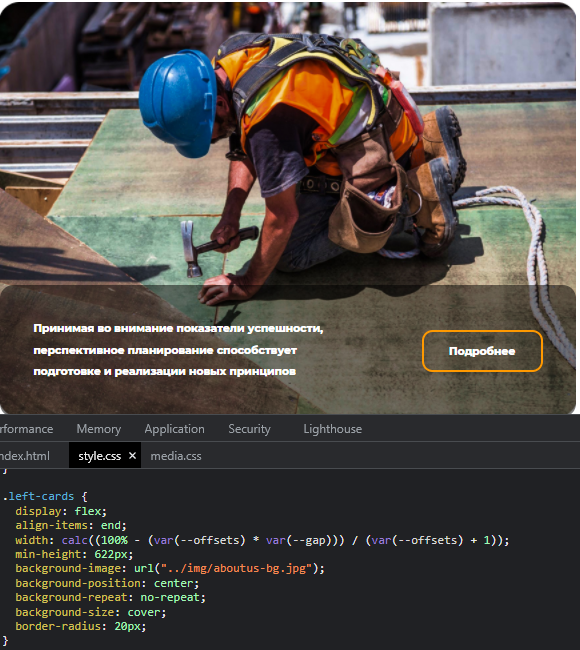 Принимая во внимание показатели успешности,
перспективное планирование способствует
подготовке и реализации новых принципов
Подробнее
rformance Memory Application Security Lighthouse
ndex.html style.css × media.css
}
.left-cards {
display: flex;
align-items: end;
width: calc((100% - (var(--offsets) * var(--gap))) / (var(--offsets) + 1));
min-height: 622px;
background-image: url("../img/aboutus-bg.jpg");
background-position: center;
background-repeat: no-repeat;
background-size: cover;
border-radius: 20px;
}